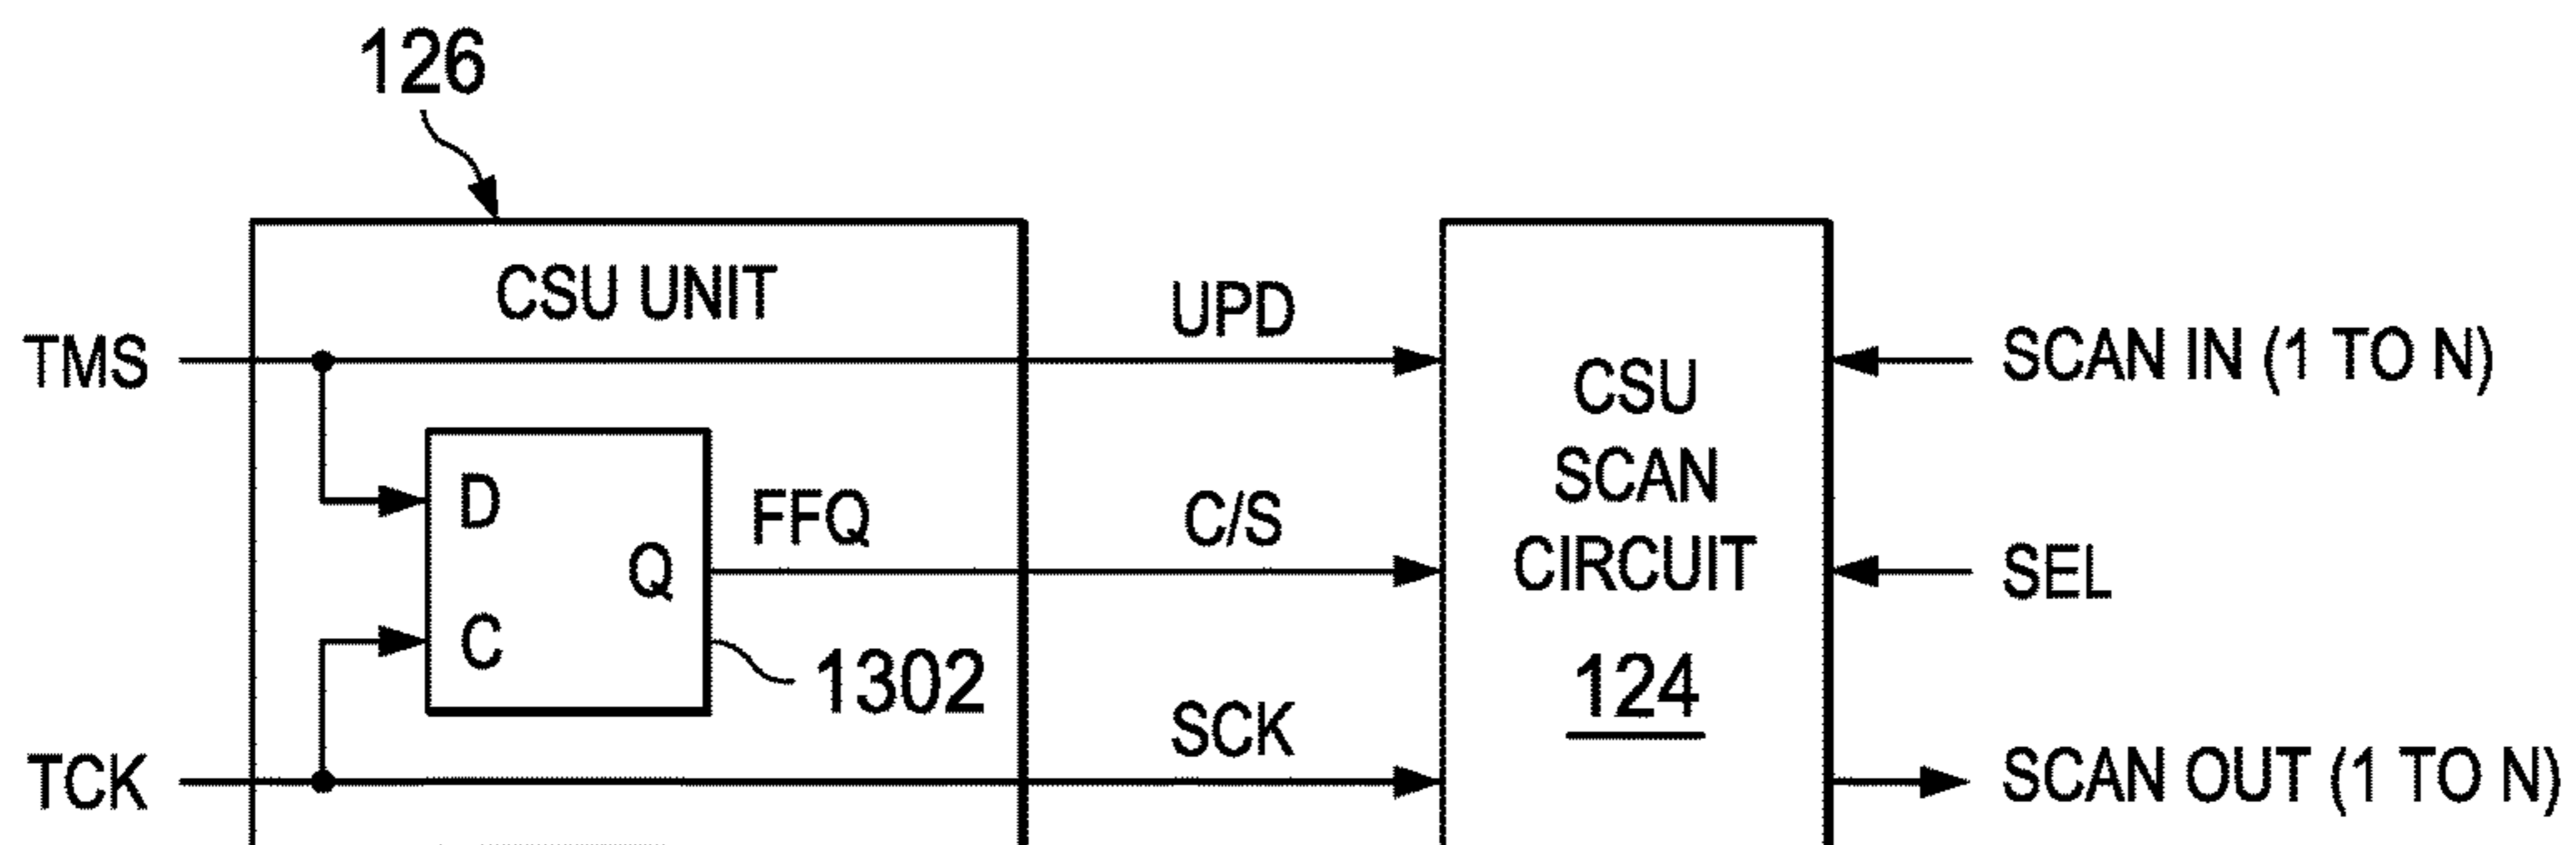 126
CSU UNIT
UPD
TMS
SCAN IN (1 TO N)
CSU
SCAN
CIRCUIT
124
D
Q
C
FFQ
C/S
SEL
1302
SCK
TCK
SCAN OUT (1 TO N)